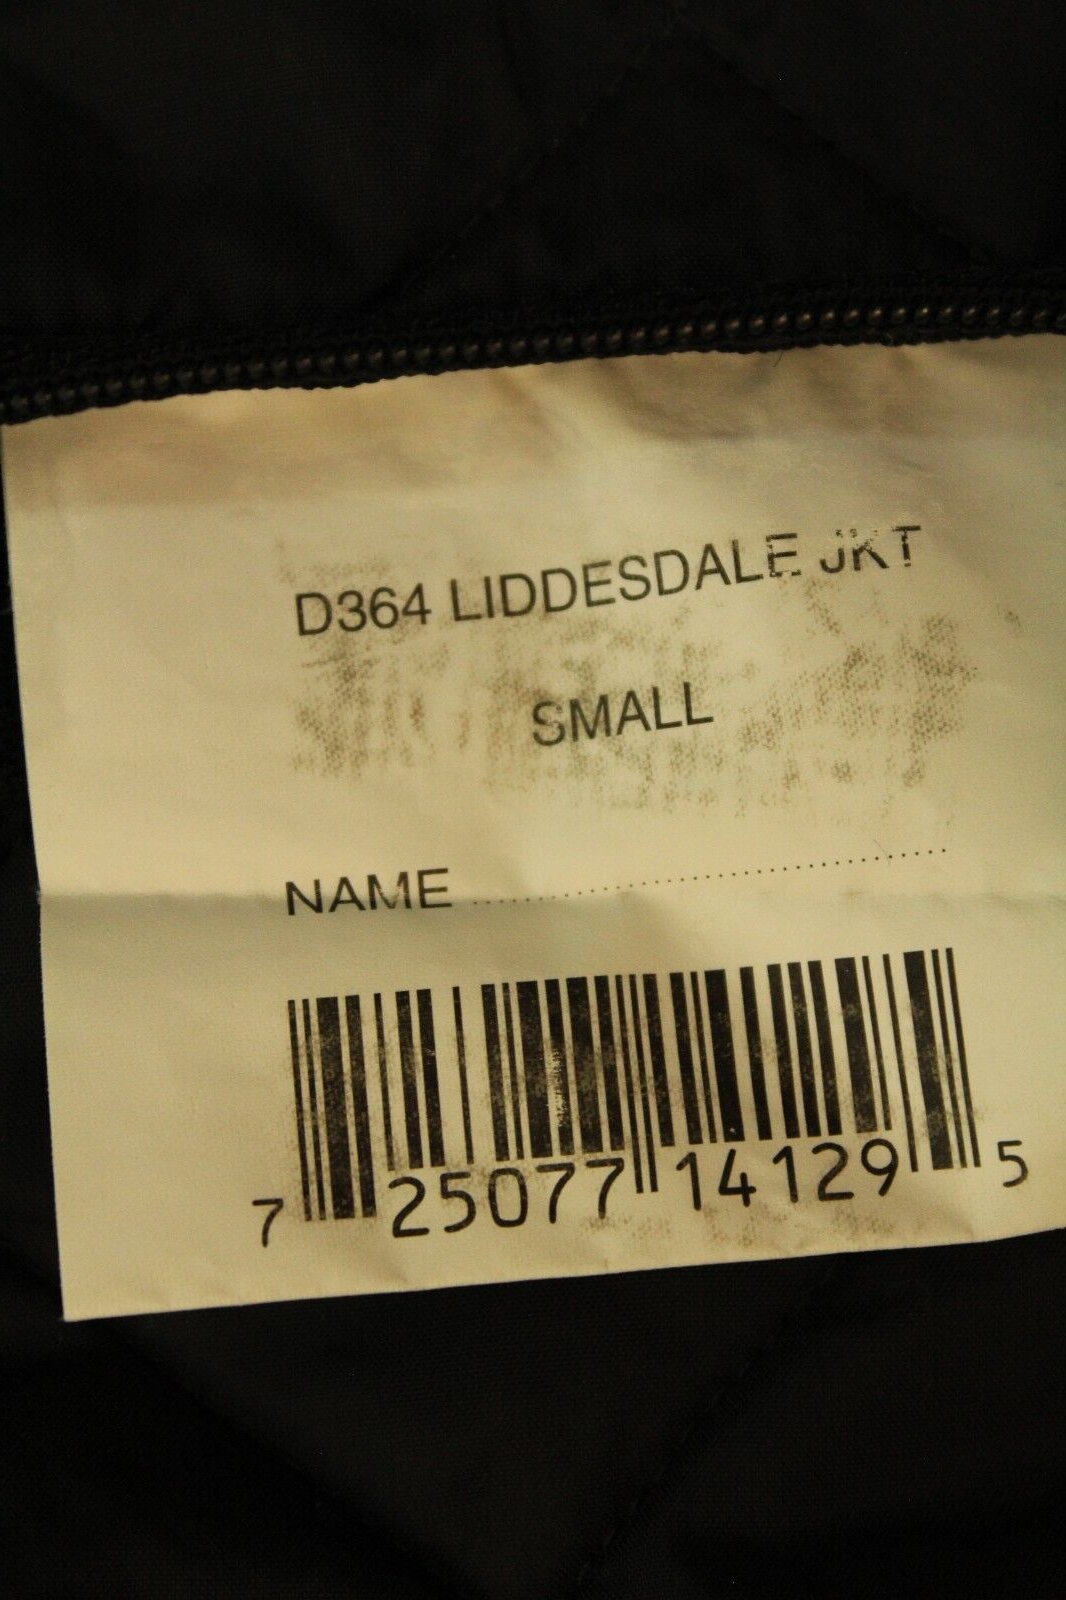 D364 LIDDESDALE JKT
SMALL
NAME ........................................
7 25077 14129 5